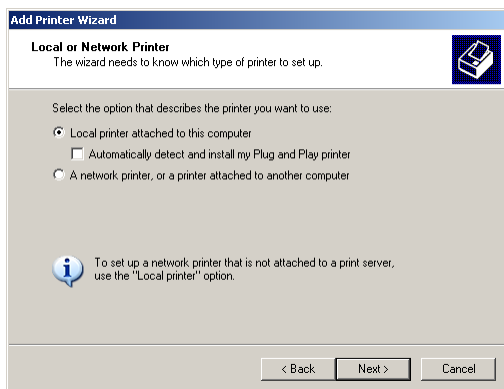 Add Printer Wizard
Local or Network Printer
The wizard needs to know which type of printer to set up.
Select the option that describes the printer you want to use:
Local printer attached to this computer
Automatically detect and install my Plug and Play printer
A network printer, or a printer attached to another computer
To set up a network printer that is not attached to a print server,
use the "Local printer" option.
< Back
Next >
Cancel